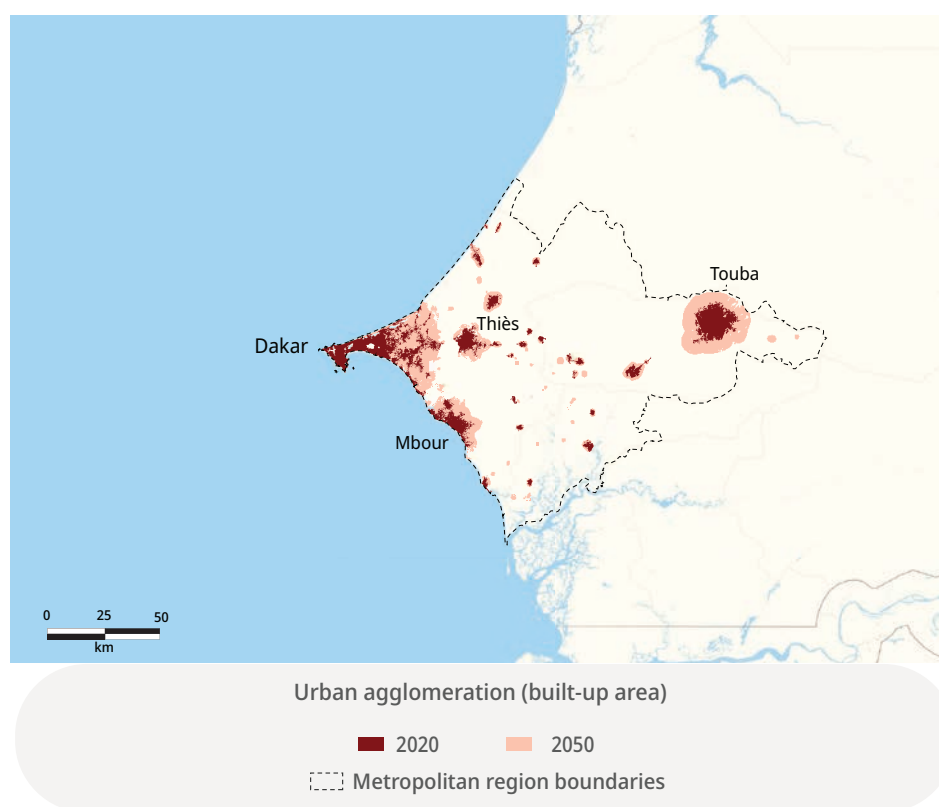 Touba
Thiès
Dakar
Mbour
0 25 50
km
Urban agglomeration (built-up area)
2020 2050
Metropolitan region boundaries